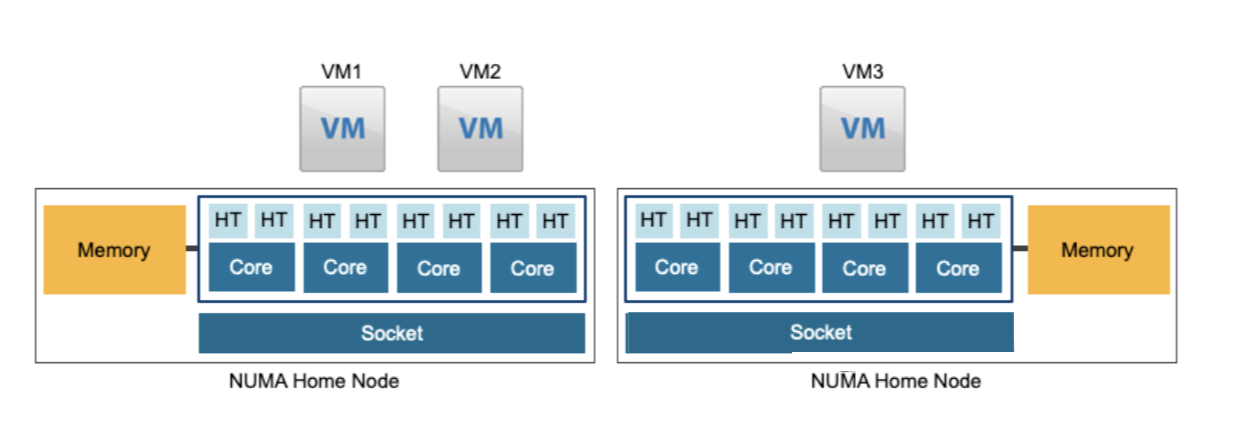 VM1 VM2 VM3
VM VM VM
HT HT HT HT HT HT HT HT
Memory
Core Core Core Core
Socket
NUMA Home Node
HT HT HT HT HT HT HT HT
Core Core Core Core
Memory
Socket
NUMA Home Node